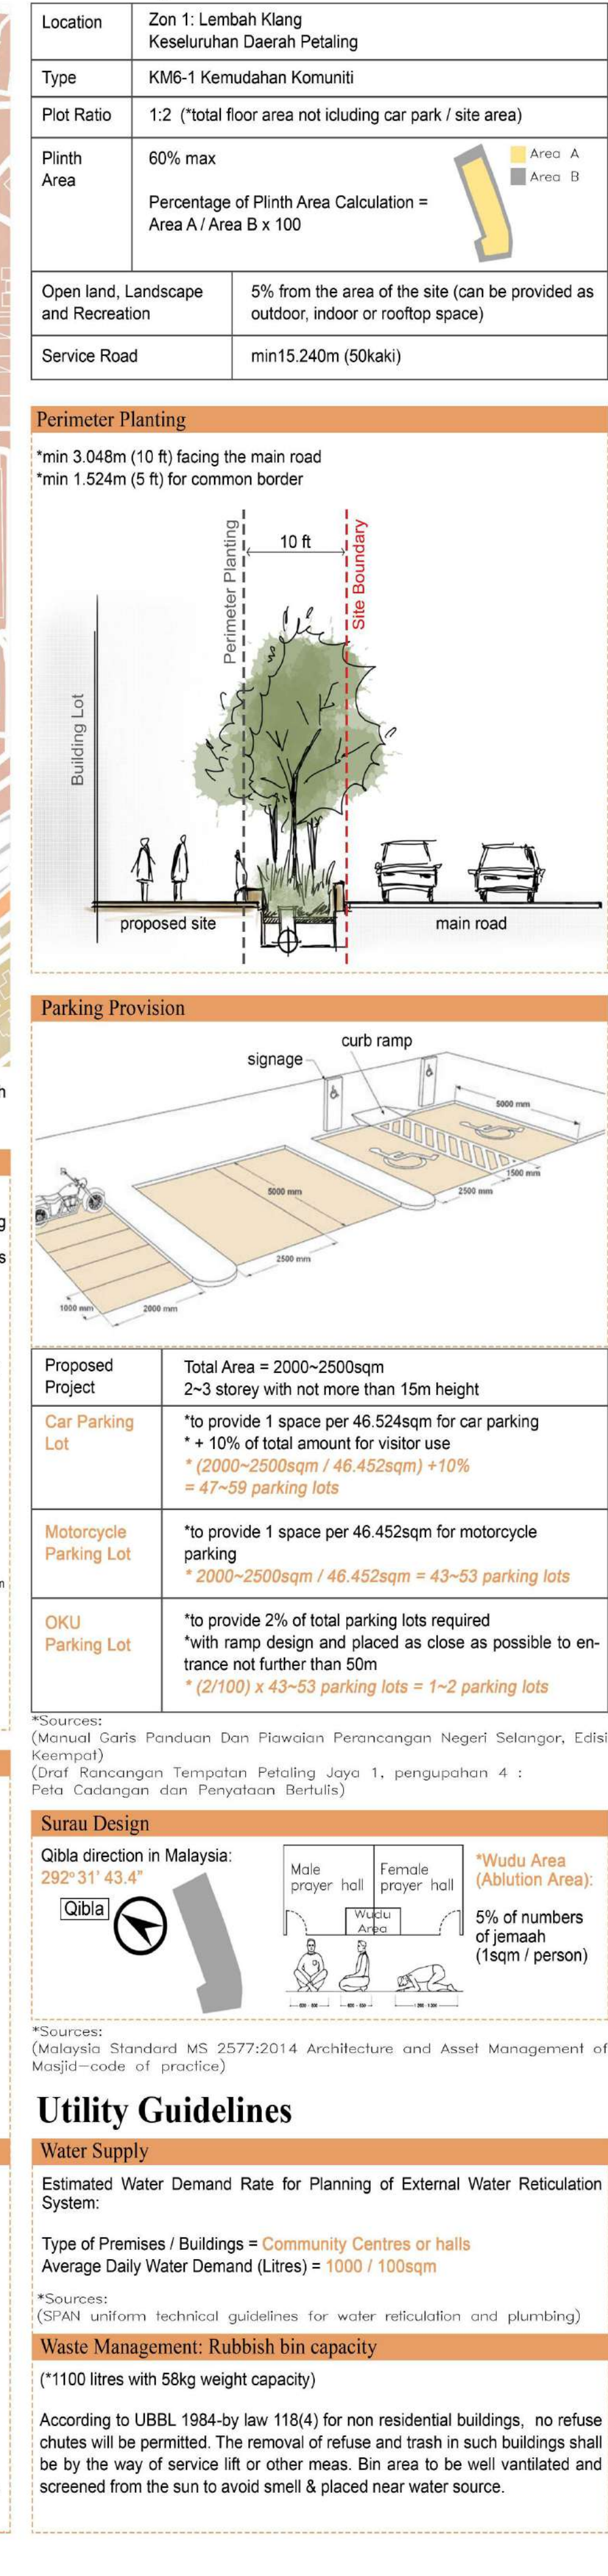 Location
Zon 1: Lembah Klang
Keseluruhan Daerah Petaling
Type
KM6-1 Kemudahan Komuniti
Plot Ratio
1:2 (*total floor area not icluding car park / site area)
Plinth
Area
60% max
Percentage of Plinth Area Calculation =
Area A / Area B x 100
Area A
Area B
Open land, Landscape
and Recreation
5% from the area of the site (can be provided as
outdoor, indoor or rooftop space)
Service Road
min15.240m (50kaki)
Perimeter Planting
*min 3.048m (10 ft) facing the main road
*min 1.524m (5 ft) for common border
Perimeter Planting
10 ft
Site Boundary
Building Lot
proposed site
main road
Parking Provision
curb ramp
signage
5000 mm
1500 mm
2500 mm
5000 mm
2500 mm
1000 mm
2000 mm
Proposed
Project
Total Area = 2000~2500sqm
2~3 storey with not more than 15m height
Car Parking
Lot
*to provide 1 space per 46.524sqm for car parking
* + 10% of total amount for visitor use
* (2000~2500sqm / 46.452sqm) +10%
= 47~59 parking lots
Motorcycle
Parking Lot
*to provide 1 space per 46.452sqm for motorcycle
parking
* 2000~2500sqm / 46.452sqm = 43~53 parking lots
OKU
Parking Lot
*to provide 2% of total parking lots required
*with ramp design and placed as close as possible to en-
trance not further than 50m
* (2/100) x 43~53 parking lots = 1~2 parking lots
*Sources:
(Manual Garis Panduan Dan Piawaian Perancangan Negeri Selangor, Edisi
Keempat)
(Draf Rancangan Tempatan Petaling Jaya 1, pengupahan 4 :
Peta Cadangan dan Penyataan Bertulis)
Surau Design
Qibla direction in Malaysia:
292º 31' 43.4"
Qibla
Male
prayer hall
Female
prayer hall
Wudu
Area
*Wudu Area
(Ablution Area):
5% of numbers
of jemaah
(1sqm / person)
*Sources:
(Malaysia Standard MS 2577:2014 Architecture and Asset Management of
Masjid-code of practice)
Utility Guidelines
Water Supply
Estimated Water Demand Rate for Planning of External Water Reticulation
System:
Type of Premises / Buildings = Community Centres or halls
Average Daily Water Demand (Litres) = 1000 / 100sqm
*Sources:
(SPAN uniform technical guidelines for water reticulation and plumbing)
Waste Management: Rubbish bin capacity
(*1100 litres with 58kg weight capacity)
According to UBBL 1984-by law 118(4) for non residential buildings, no refuse
chutes will be permitted. The removal of refuse and trash in such buildings shall
be by the way of service lift or other meas. Bin area to be well vantilated and
screened from the sun to avoid smell & placed near water source.